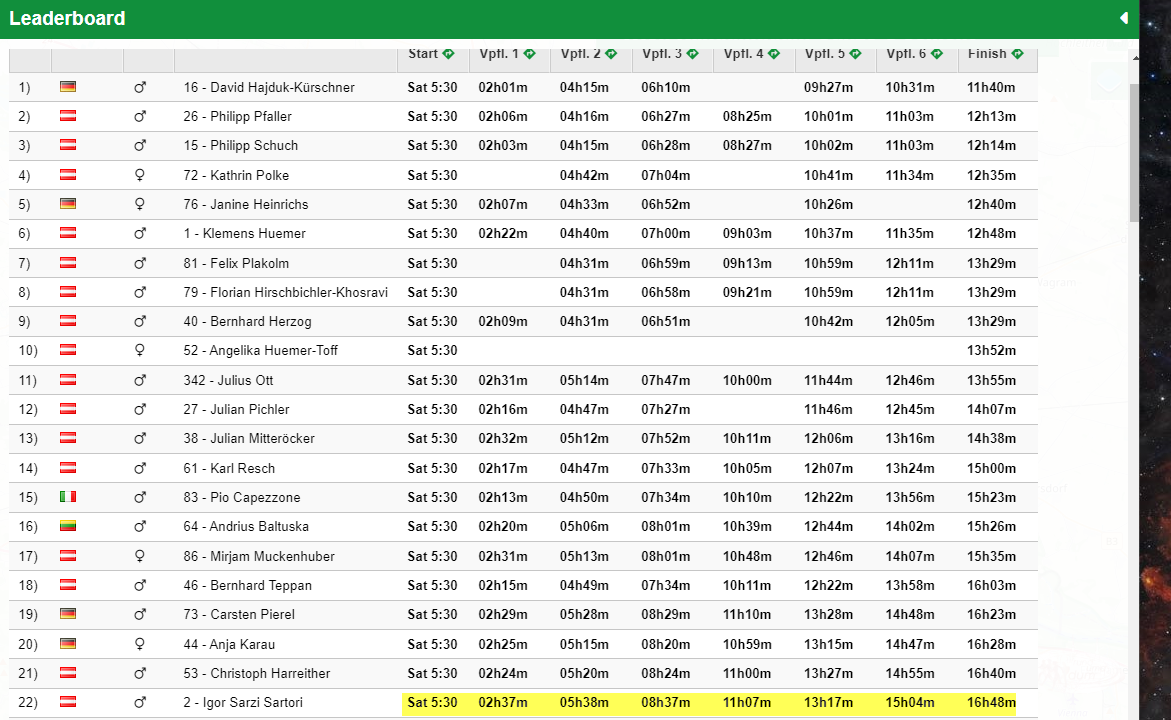 Leaderboard
Start Vpfl. 1 Vpfl. 2 Vpfl. 3 Vpfl. 4 Vpfl. 5 Vpfl. 6 Finish
1) ♂ 16 - David Hajduk-Kürschner Sat 5:30 02h01m 04h15m 06h10m 09h27m 10h31m 11h40m
2) ♂ 26 - Philipp Pfaller Sat 5:30 02h06m 04h16m 06h27m 08h25m 10h01m 11h03m 12h13m
3) ♂ 15 - Philipp Schuch Sat 5:30 02h03m 04h15m 06h28m 08h27m 10h02m 11h03m 12h14m
4) ♀ 72 - Kathrin Polke Sat 5:30 04h42m 07h04m 10h41m 11h34m 12h35m
5) ♀ 76 - Janine Heinrichs Sat 5:30 02h07m 04h33m 06h52m 10h26m 12h40m
6) ♂ 1 - Klemens Huemer Sat 5:30 02h22m 04h40m 07h00m 09h03m 10h37m 11h35m 12h48m
7) ♂ 81 - Felix Plakolm Sat 5:30 04h31m 06h59m 09h13m 10h59m 12h11m 13h29m
8) ♂ 79 - Florian Hirschbichler-Khosravi Sat 5:30 04h31m 06h58m 09h21m 10h59m 12h11m 13h29m
9) ♂ 40 - Bernhard Herzog Sat 5:30 02h09m 04h31m 06h51m 10h42m 12h05m 13h29m
10) ♀ 52 - Angelika Huemer-Toff Sat 5:30 13h52m
11) ♂ 342 - Julius Ott Sat 5:30 02h31m 05h14m 07h47m 10h00m 11h44m 12h46m 13h55m
12) ♂ 27 - Julian Pichler Sat 5:30 02h16m 04h47m 07h27m 11h46m 12h45m 14h07m
13) ♂ 38 - Julian Mitteröcker Sat 5:30 02h32m 05h12m 07h52m 10h11m 12h06m 13h16m 14h38m
14) ♂ 61 - Karl Resch Sat 5:30 02h17m 04h47m 07h33m 10h05m 12h07m 13h24m 15h00m
15) ♂ 83 - Pio Capezzone Sat 5:30 02h13m 04h50m 07h34m 10h10m 12h22m 13h56m 15h23m
16) ♂ 64 - Andrius Baltuska Sat 5:30 02h20m 05h06m 08h01m 10h39m 12h44m 14h02m 15h26m
17) ♀ 86 - Mirjam Muckenhuber Sat 5:30 02h31m 05h13m 08h01m 10h48m 12h46m 14h07m 15h35m
18) ♂ 46 - Bernhard Teppan Sat 5:30 02h15m 04h49m 07h34m 10h11m 12h22m 13h58m 16h03m
19) ♂ 73 - Carsten Pierel Sat 5:30 02h29m 05h28m 08h29m 11h10m 13h28m 14h48m 16h23m
20) ♀ 44 - Anja Karau Sat 5:30 02h25m 05h15m 08h20m 10h59m 13h15m 14h47m 16h28m
21) ♂ 53 - Christoph Harreither Sat 5:30 02h24m 05h20m 08h24m 11h00m 13h27m 14h55m 16h40m
22) ♂ 2 - Igor Sarzi Sartori Sat 5:30 02h37m 05h38m 08h37m 11h07m 13h17m 15h04m 16h48m